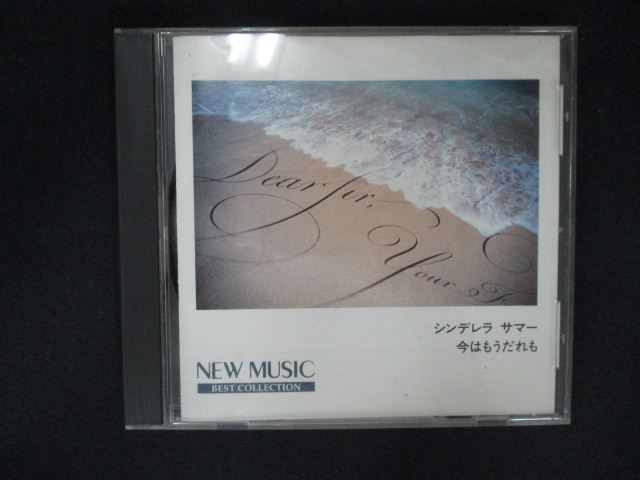 Dear Sir,
Your
シンデレラ サマー
今はもうだれも
NEW MUSIC
BEST COLLECTION